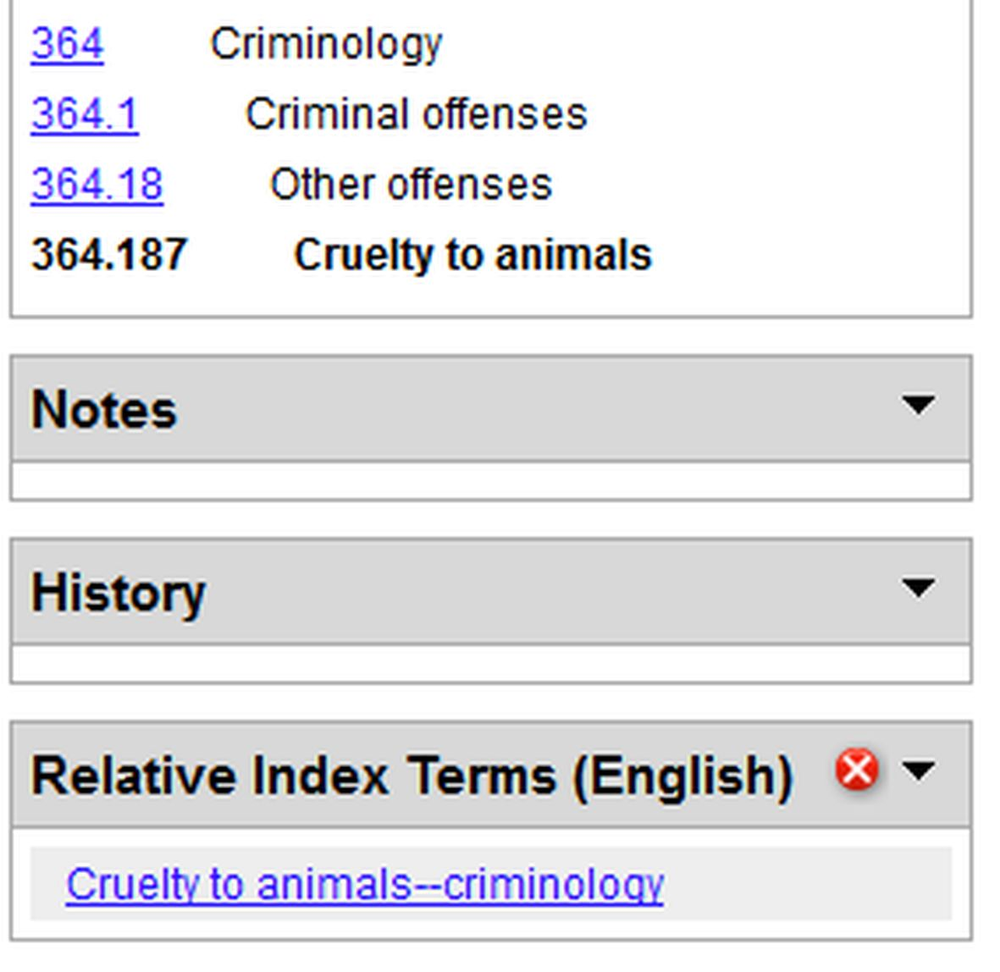 364 Criminology
364.1 Criminal offenses
364.18 Other offenses
364.187 Cruelty to animals
Notes
History
Relative Index Terms (English)
Cruelty to animals--criminology